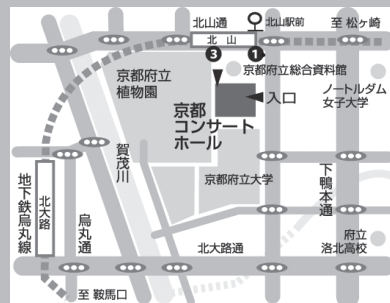 北山通
北山駅前
至 松ヶ崎
北山
❸
❶
京都府立
植物園
京都府立総合資料館
入口
ノートルダム
女子大学
京都
コンサート
ホール
賀茂川
下鴨本通
京都府立大学
北大路
地下鉄烏丸線
烏丸通
北大路通
府立
洛北高校
至 鞍馬口